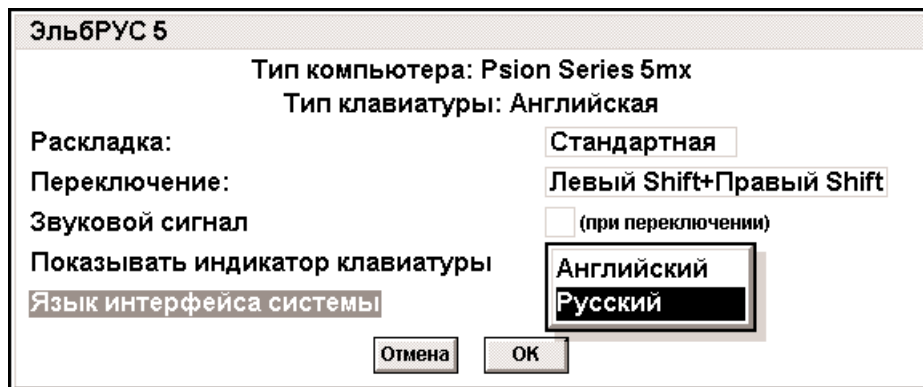 ЭльбРУС 5
Тип компьютера: Psion Series 5mx
Тип клавиатуры: Английская
Раскладка: Стандартная
Переключение: Левый Shift+Правый Shift
Звуковой сигнал (при переключении)
Показывать индикатор клавиатуры Английский
Язык интерфейса системы Русский
Отмена OK